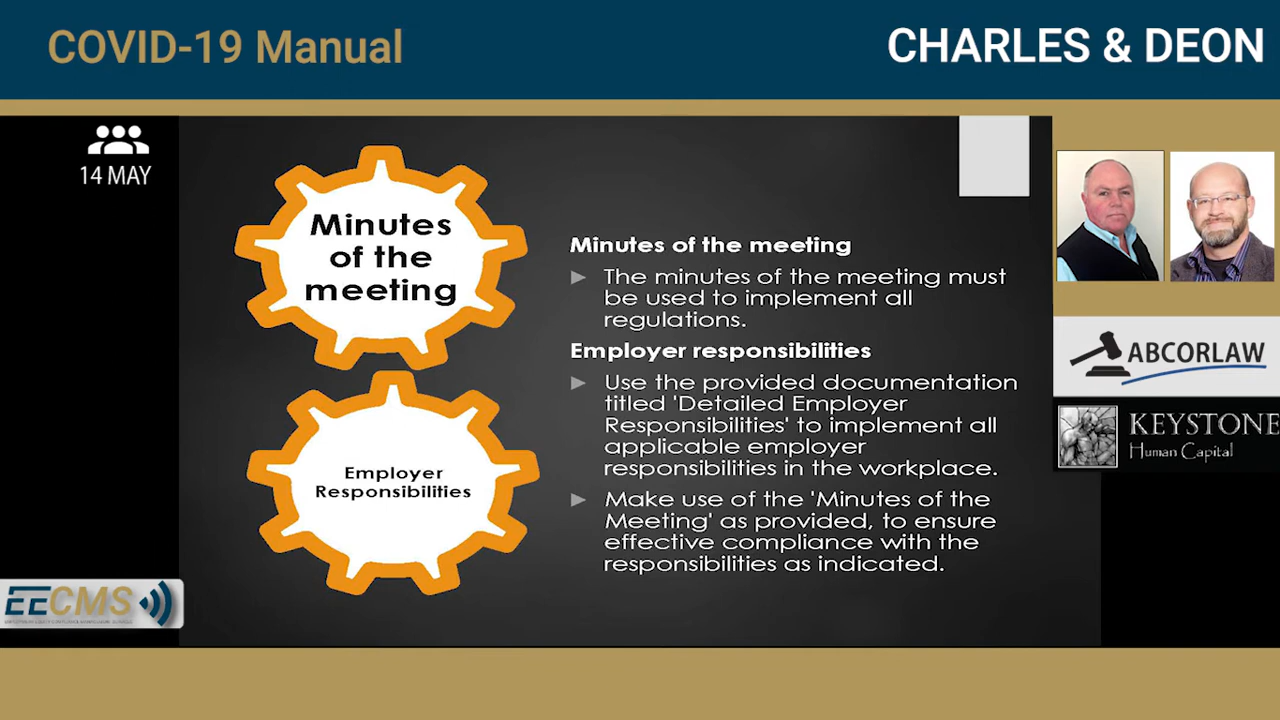 COVID-19 Manual
CHARLES & DEON
14 MAY
Minutes
of the
meeting
Employer
Responsibilities
Minutes of the meeting
The minutes of the meeting must
be used to implement all
regulations.
Employer responsibilities
Use the provided documentation
titled 'Detailed Employer
Responsibilities' to implement all
applicable employer
responsibilities in the workplace.
Make use of the 'Minutes of the
Meeting' as provided, to ensure
effective compliance with the
responsibilities as indicated.
ABCORLAW
KEYSTONE
Human Capital
EECMS